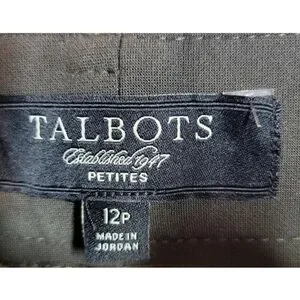 TALBOTS
Established 1947
PETITES
12P
MADE IN
JORDAN